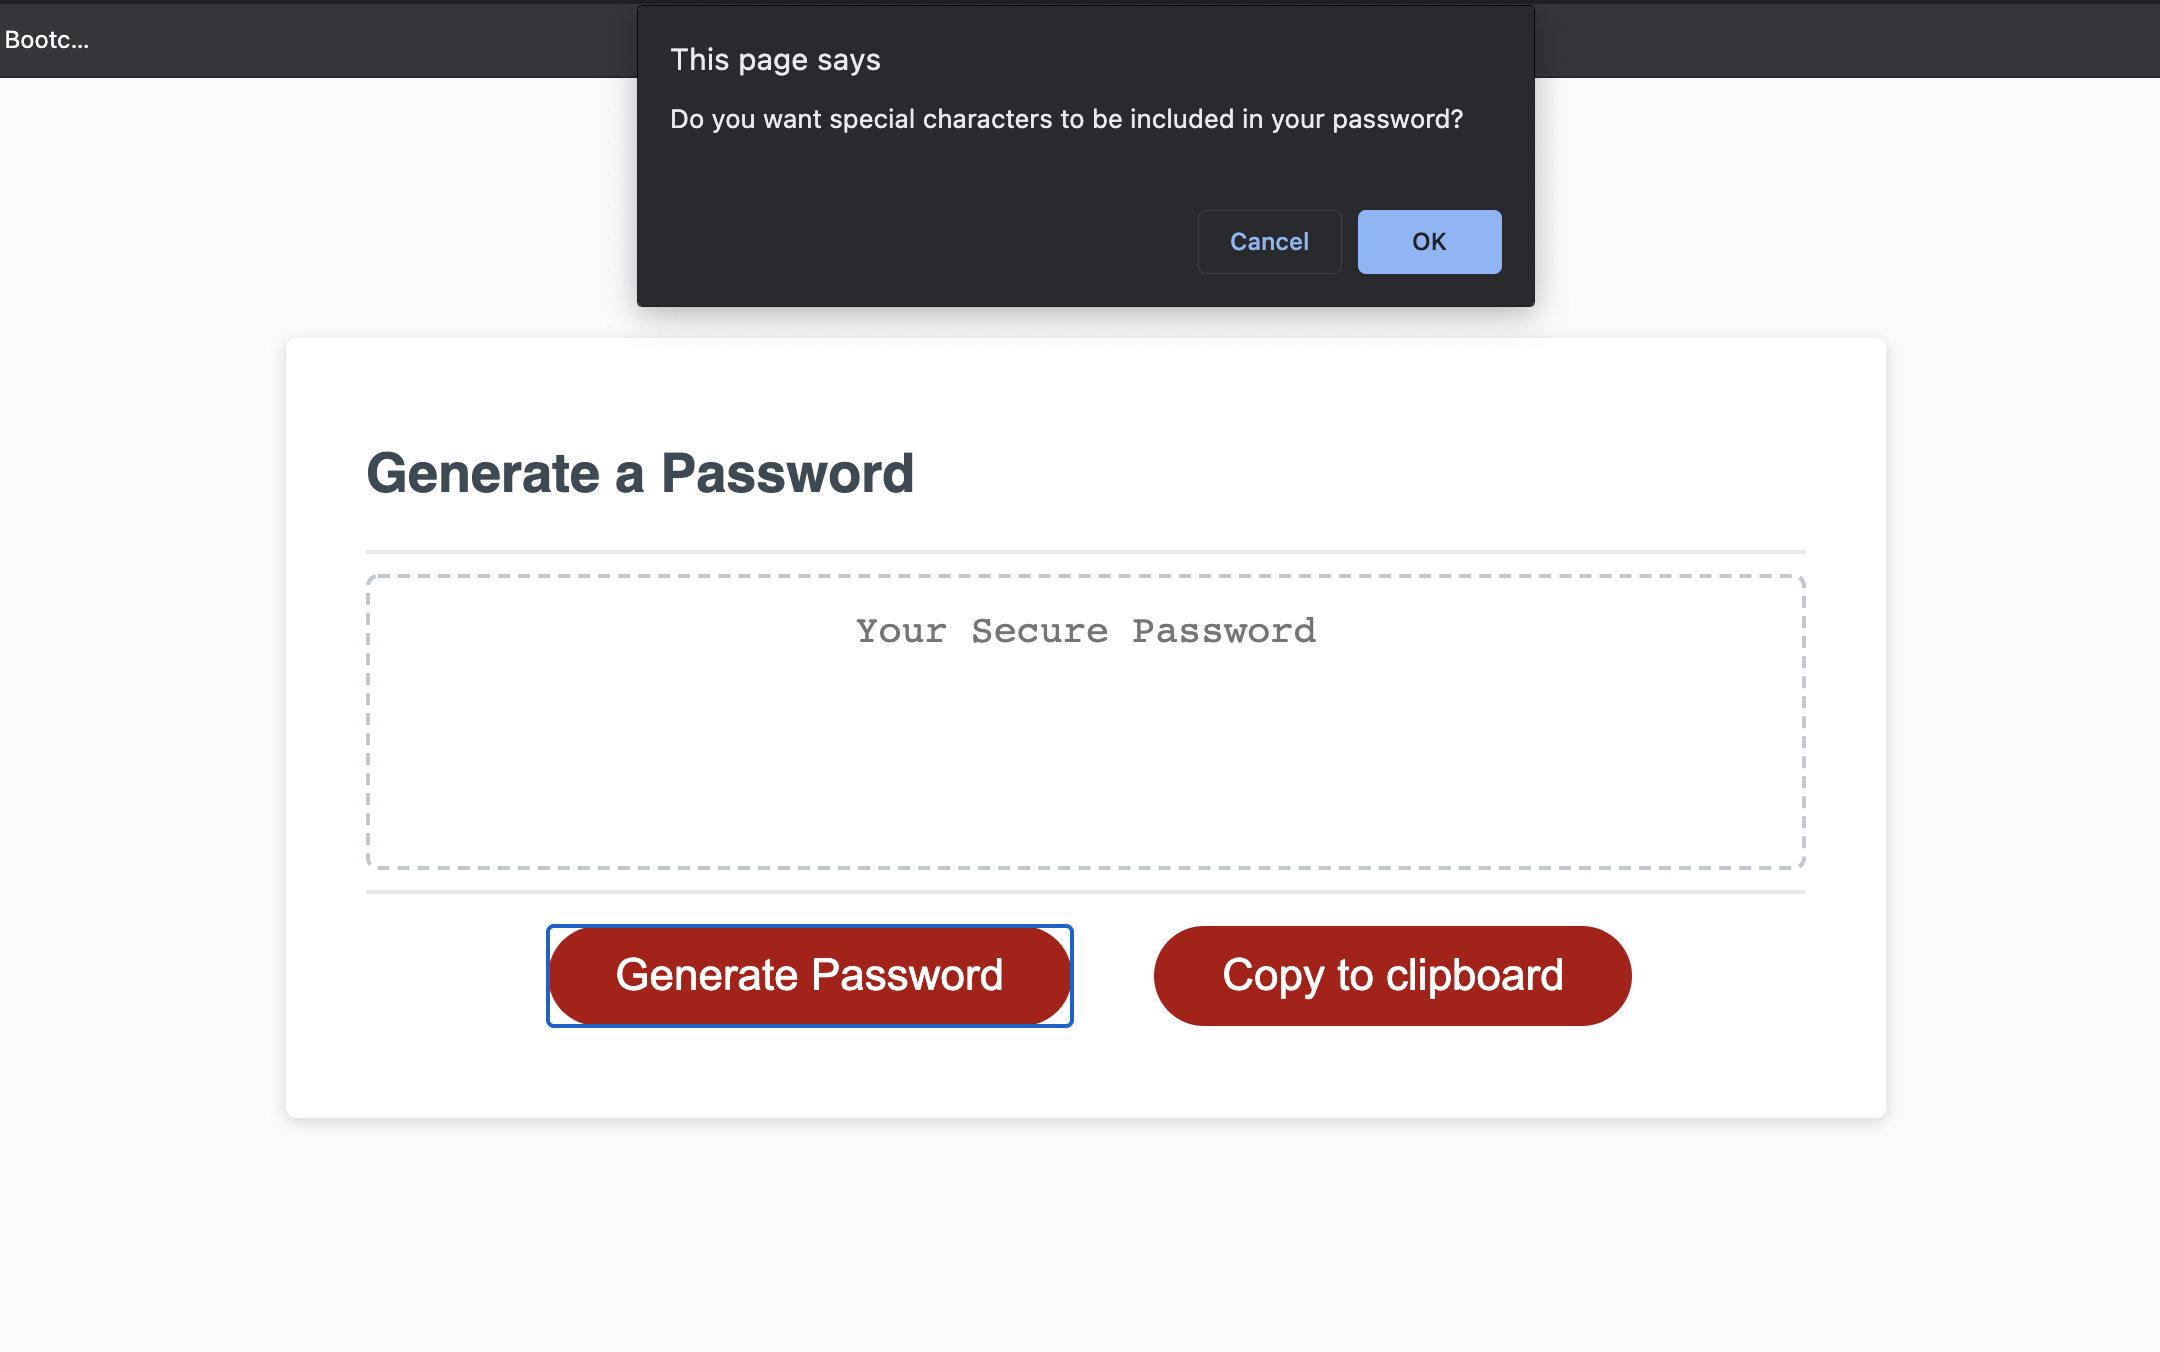 Bootc...
This page says
Do you want special characters to be included in your password?
Cancel
OK
Generate a Password
Your Secure Password
Generate Password
Copy to clipboard